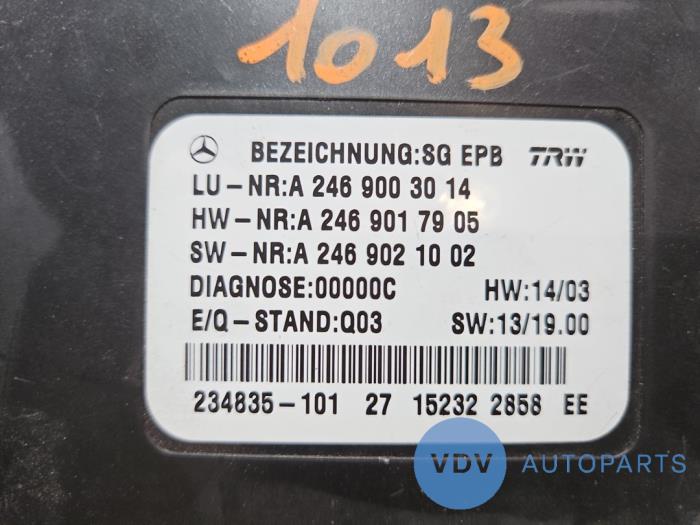 1013
BEZEICHNUNG:SG EPB TRW
LU-NR:A 246 900 30 14
HW-NR:A 246 901 79 05
SW-NR:A 246 902 10 02
DIAGNOSE:00000C HW:14/03
E/Q-STAND:Q03 SW:13/19.00
234835-101 27 15232 2858 EE
VDV AUTOPARTS